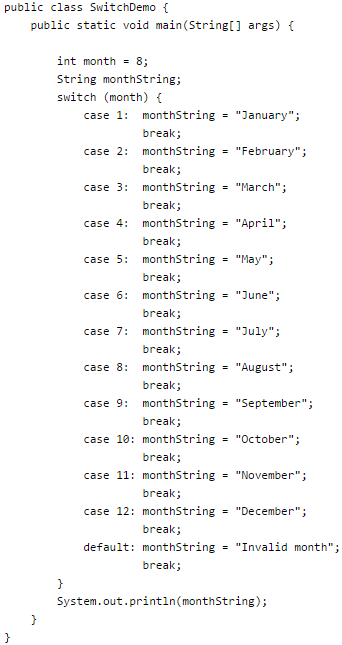 public class SwitchDemo {
    public static void main(String[] args) {

        int month = 8;
        String monthString;
        switch (month) {
            case 1:  monthString = "January";
                     break;
            case 2:  monthString = "February";
                     break;
            case 3:  monthString = "March";
                     break;
            case 4:  monthString = "April";
                     break;
            case 5:  monthString = "May";
                     break;
            case 6:  monthString = "June";
                     break;
            case 7:  monthString = "July";
                     break;
            case 8:  monthString = "August";
                     break;
            case 9:  monthString = "September";
                     break;
            case 10: monthString = "October";
                     break;
            case 11: monthString = "November";
                     break;
            case 12: monthString = "December";
                     break;
            default: monthString = "Invalid month";
                     break;
        }
        System.out.println(monthString);
    }
}